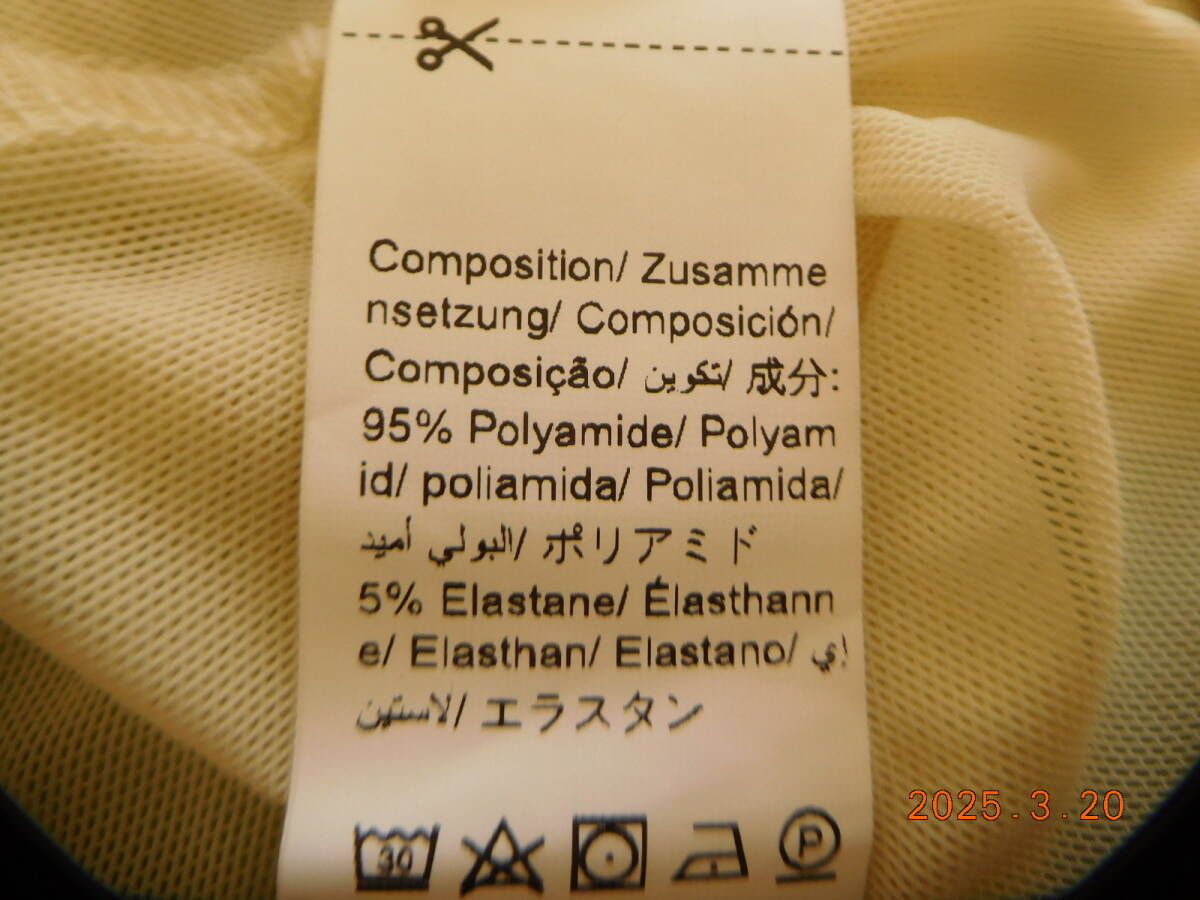 Composition/ Zusamme
nsetzung/ Composición/
Composição/ تكوين/ 成分:
95% Polyamide/ Polyam
id/ poliamida/ Poliamida/
البولي أميد/ ポリアミド
5% Elastane/ Élasthann
e/ Elasthan/ Elastano/ إي
لاستين/ エラスタン
30
P
2025.3.20